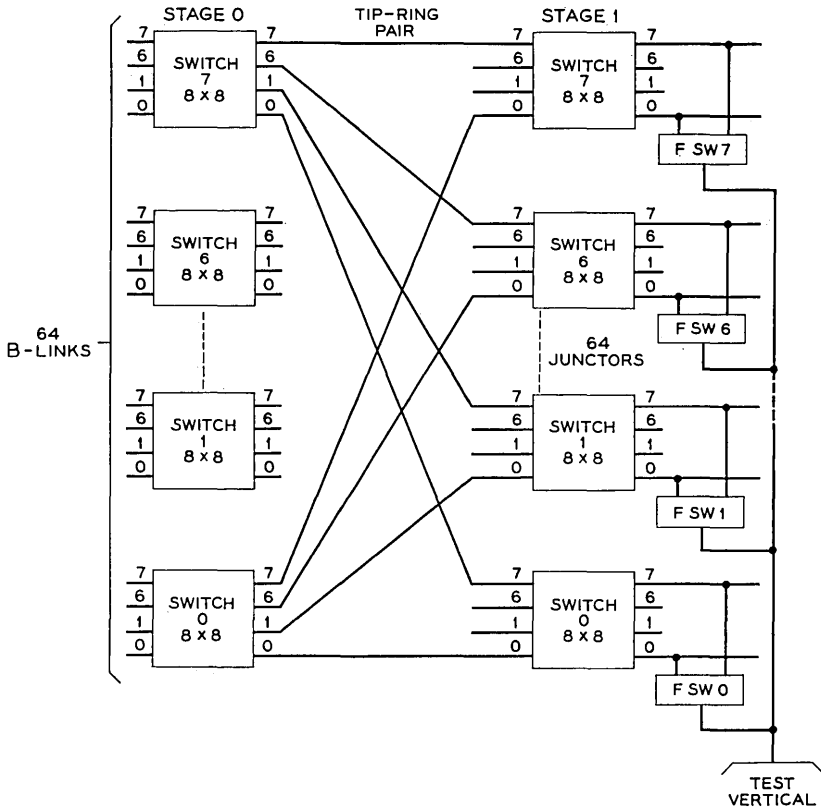 STAGE 0
TIP-RING
PAIR
STAGE 1
7
6
1
0
SWITCH
7
8 X 8
7
6
1
0
7
6
1
0
SWITCH
7
8 X 8
7
6
1
0
F SW 7
7
6
1
0
SWITCH
6
8 X 8
7
6
1
0
7
6
1
0
SWITCH
6
8 X 8
7
6
1
0
F SW 6
64
B-LINKS
64
JUNCTORS
7
6
1
0
SWITCH
1
8 X 8
7
6
1
0
7
6
1
0
SWITCH
1
8 X 8
7
6
1
0
F SW 1
7
6
1
0
SWITCH
0
8 X 8
7
6
1
0
7
6
1
0
SWITCH
0
8 X 8
7
6
1
0
F SW 0
TEST
VERTICAL